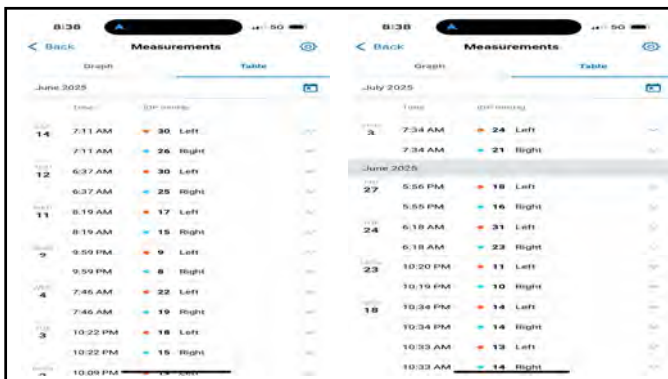 8:38
5G
< Back Measurements
Graph Table
June 2025
Time
14 7:11 AM 30 Left
7:11 AM 26 Right
12 6:37 AM 30 Left
6:37 AM 25 Right
11 8:19 AM 17 Left
8:19 AM 15 Right
9 9:59 PM 9 Left
9:59 PM 8 Right
4 7:46 AM 22 Left
7:46 AM 19 Right
3 10:22 PM 18 Left
10:22 PM 15 Right
10:09 PM
8:38
5G
< Back Measurements
Graph Table
July 2025
Time
3 7:34 AM 24 Left
7:34 AM 21 Right
June 2025
27 5:56 PM 18 Left
5:55 PM 16 Right
24 6:18 AM 31 Left
6:18 AM 23 Right
23 10:20 PM 11 Left
10:19 PM 10 Right
18 10:34 PM 14 Left
10:34 PM 14 Right
10:33 AM 13 Left
10:33 AM 14 Right